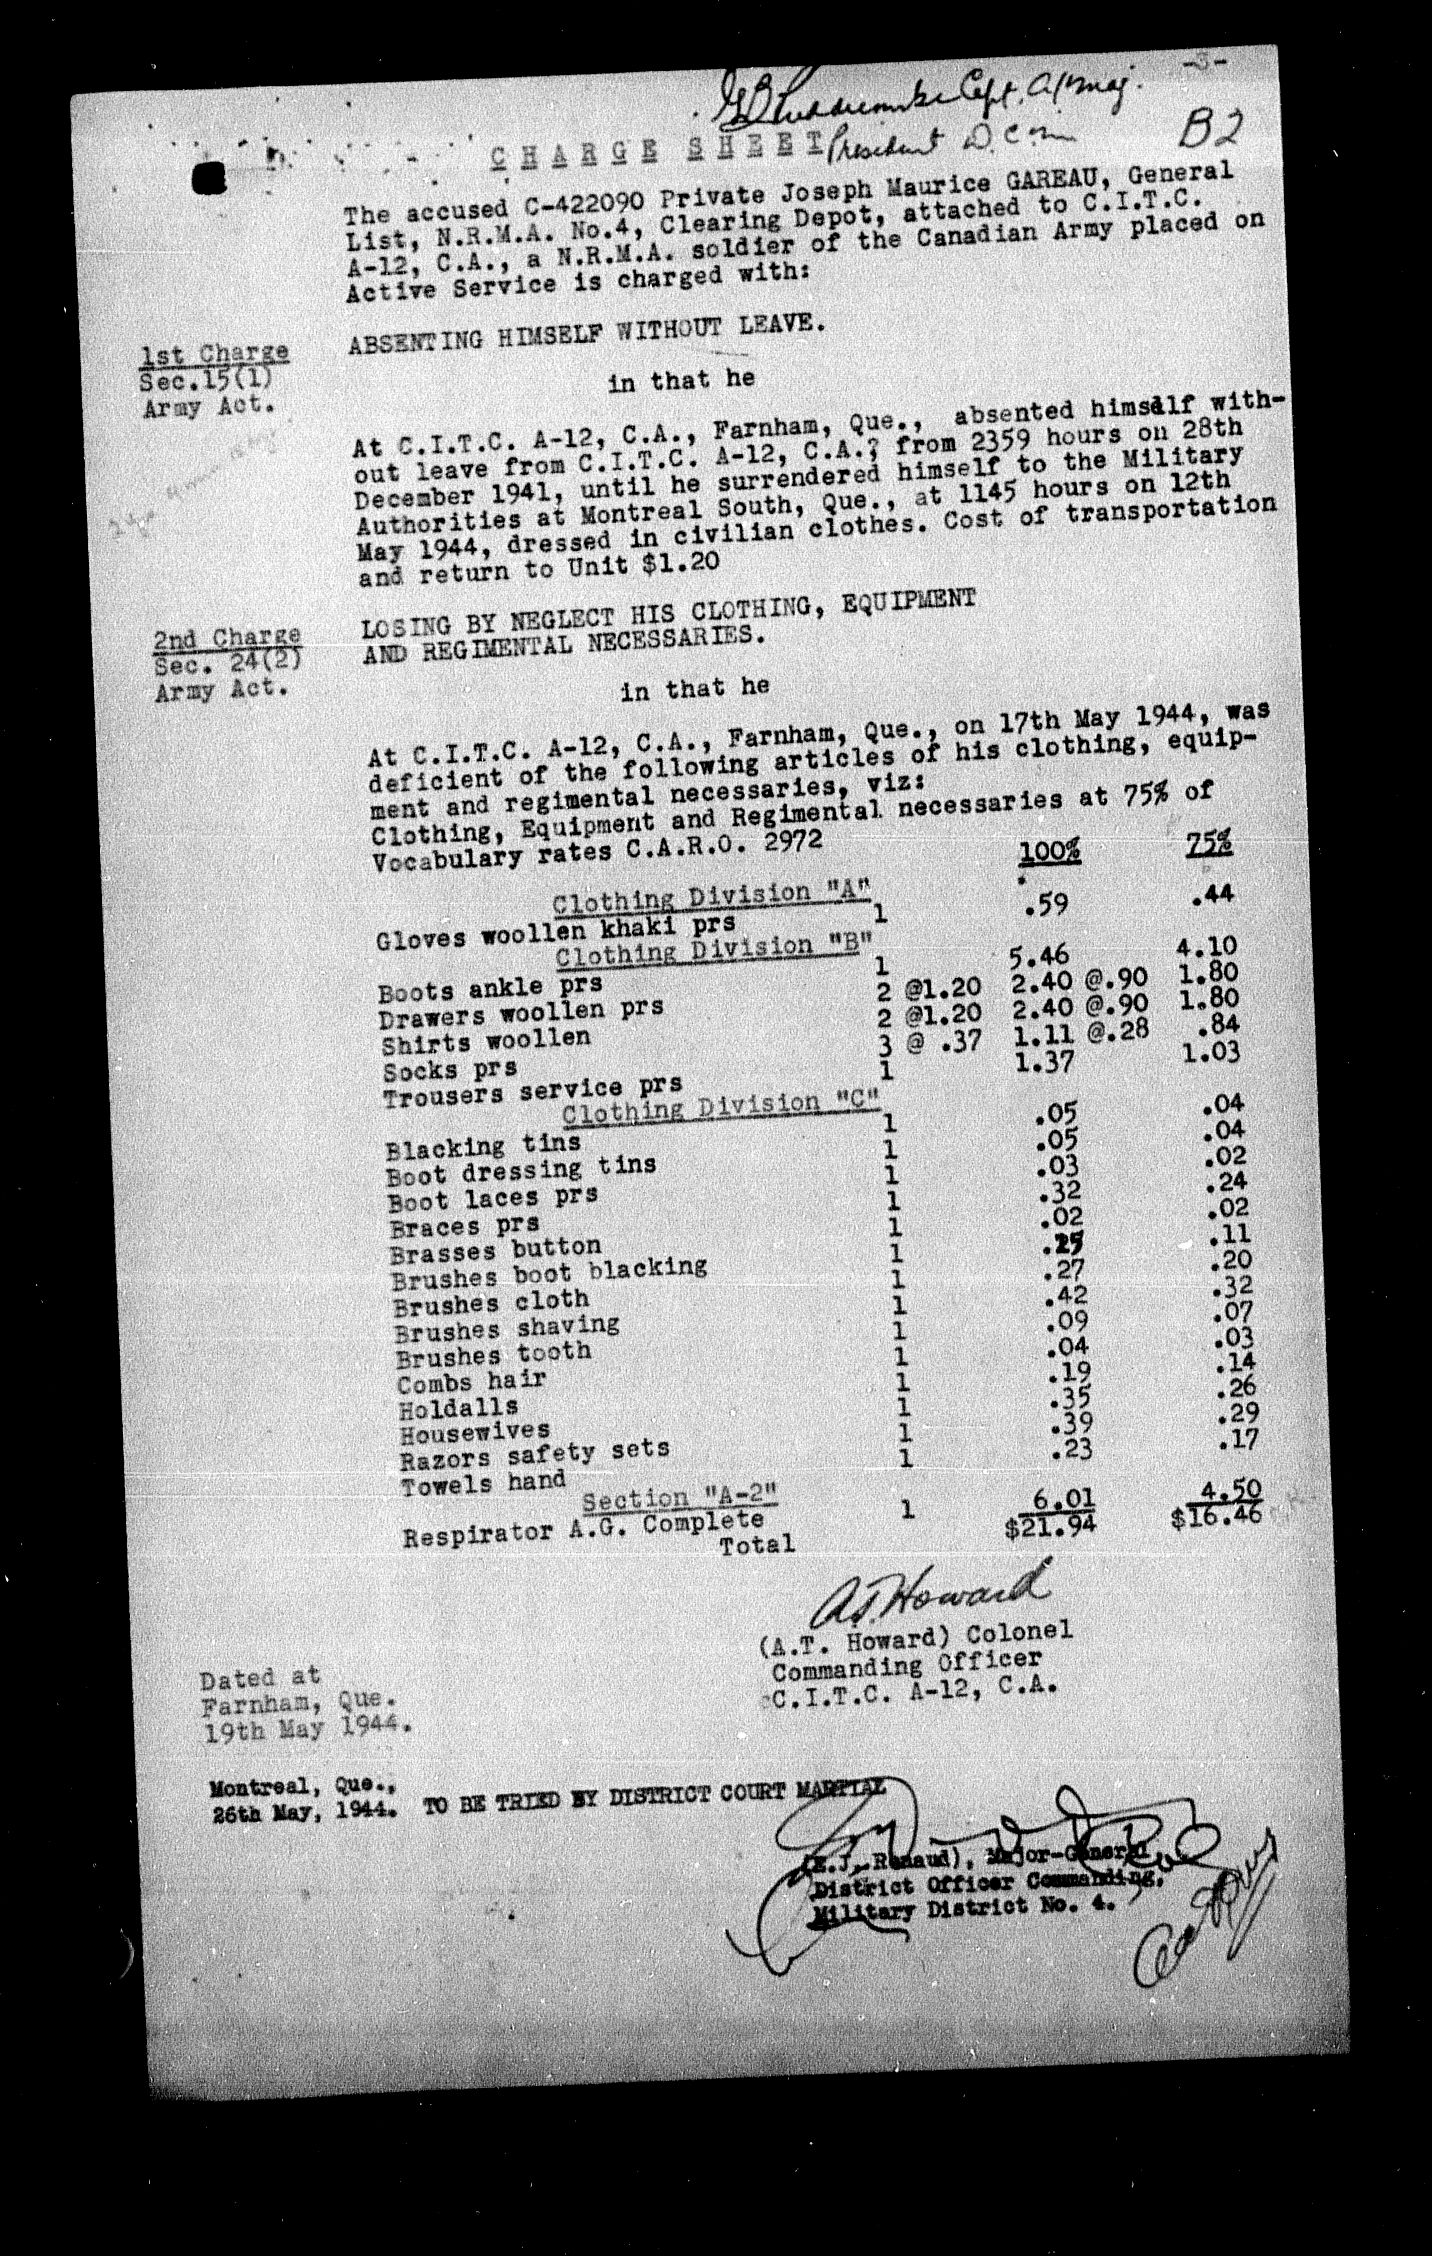 Capt. A/Maj.
-2-
CHARGE SHEET President D.C.M. B2
The accused C-422090 Private Joseph Maurice GAREAU, General
List, N.R.M.A. No.4, Clearing Depot, attached to C.I.T.C.
A-12, C.A., a N.R.M.A. soldier of the Canadian Army placed on
Active Service is charged with:
1st Charge
Sec.15(1)
Army Act.
ABSENTING HIMSELF WITHOUT LEAVE.
in that he
At C.I.T.C. A-12, C.A., Farnham, Que., absented himsélf with-
out leave from C.I.T.C. A-12, C.A.; from 2359 hours on 28th
December 1941, until he surrendered himself to the Military
Authorities at Montreal South, Que., at 1145 hours on 12th
May 1944, dressed in civilian clothes. Cost of transportation
and return to Unit $1.20
2nd Charge
Sec. 24(2)
Army Act.
LOSING BY NEGLECT HIS CLOTHING, EQUIPMENT
AND REGIMENTAL NECESSARIES.
in that he
At C.I.T.C. A-12, C.A., Farnham, Que., on 17th May 1944, was
deficient of the following articles of his clothing, equip-
ment and regimental necessaries, viz:
Clothing, Equipment and Regimental necessaries at 75% of
Vocabulary rates C.A.R.O. 2972 100% 75%
Clothing Division "A"
Gloves woollen khaki prs 1 .59 .44
Clothing Division "B"
Boots ankle prs 1 5.46 4.10
Drawers woollen prs 2 @1.20 2.40 @.90 1.80
Shirts woollen 2 @1.20 2.40 @.90 1.80
Socks prs 3 @ .37 1.11 @.28 .84
Trousers service prs 1 1.37 1.03
Clothing Division "C"
Blacking tins 1 .05 .04
Boot dressing tins 1 .05 .04
Boot laces prs 1 .03 .02
Braces prs 1 .32 .24
Brasses button 1 .02 .02
Brushes boot blacking 1 .15 .11
Brushes cloth 1 .27 .20
Brushes shaving 1 .42 .32
Brushes tooth 1 .09 .07
Combs hair 1 .04 .03
Holdalls 1 .19 .14
Housewives 1 .35 .26
Razors safety sets 1 .39 .29
Towels hand 1 .23 .17
Section "A-2"
Respirator A.G. Complete 1 6.01 4.50
Total $21.94 $16.46
A.T. Howard
(A.T. Howard) Colonel
Commanding Officer
C.I.T.C. A-12, C.A.
Dated at
Farnham, Que.
19th May 1944.
Montreal, Que.,
26th May, 1944. TO BE TRIED BY DISTRICT COURT MARTIAL
(E.J. Renaud), Major-General
District Officer Commanding,
Military District No. 4.